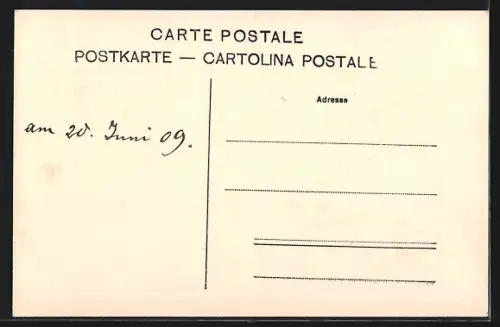 CARTE POSTALE
POSTKARTE — CARTOLINA POSTALE
Adresse
am 20. Juni 09.